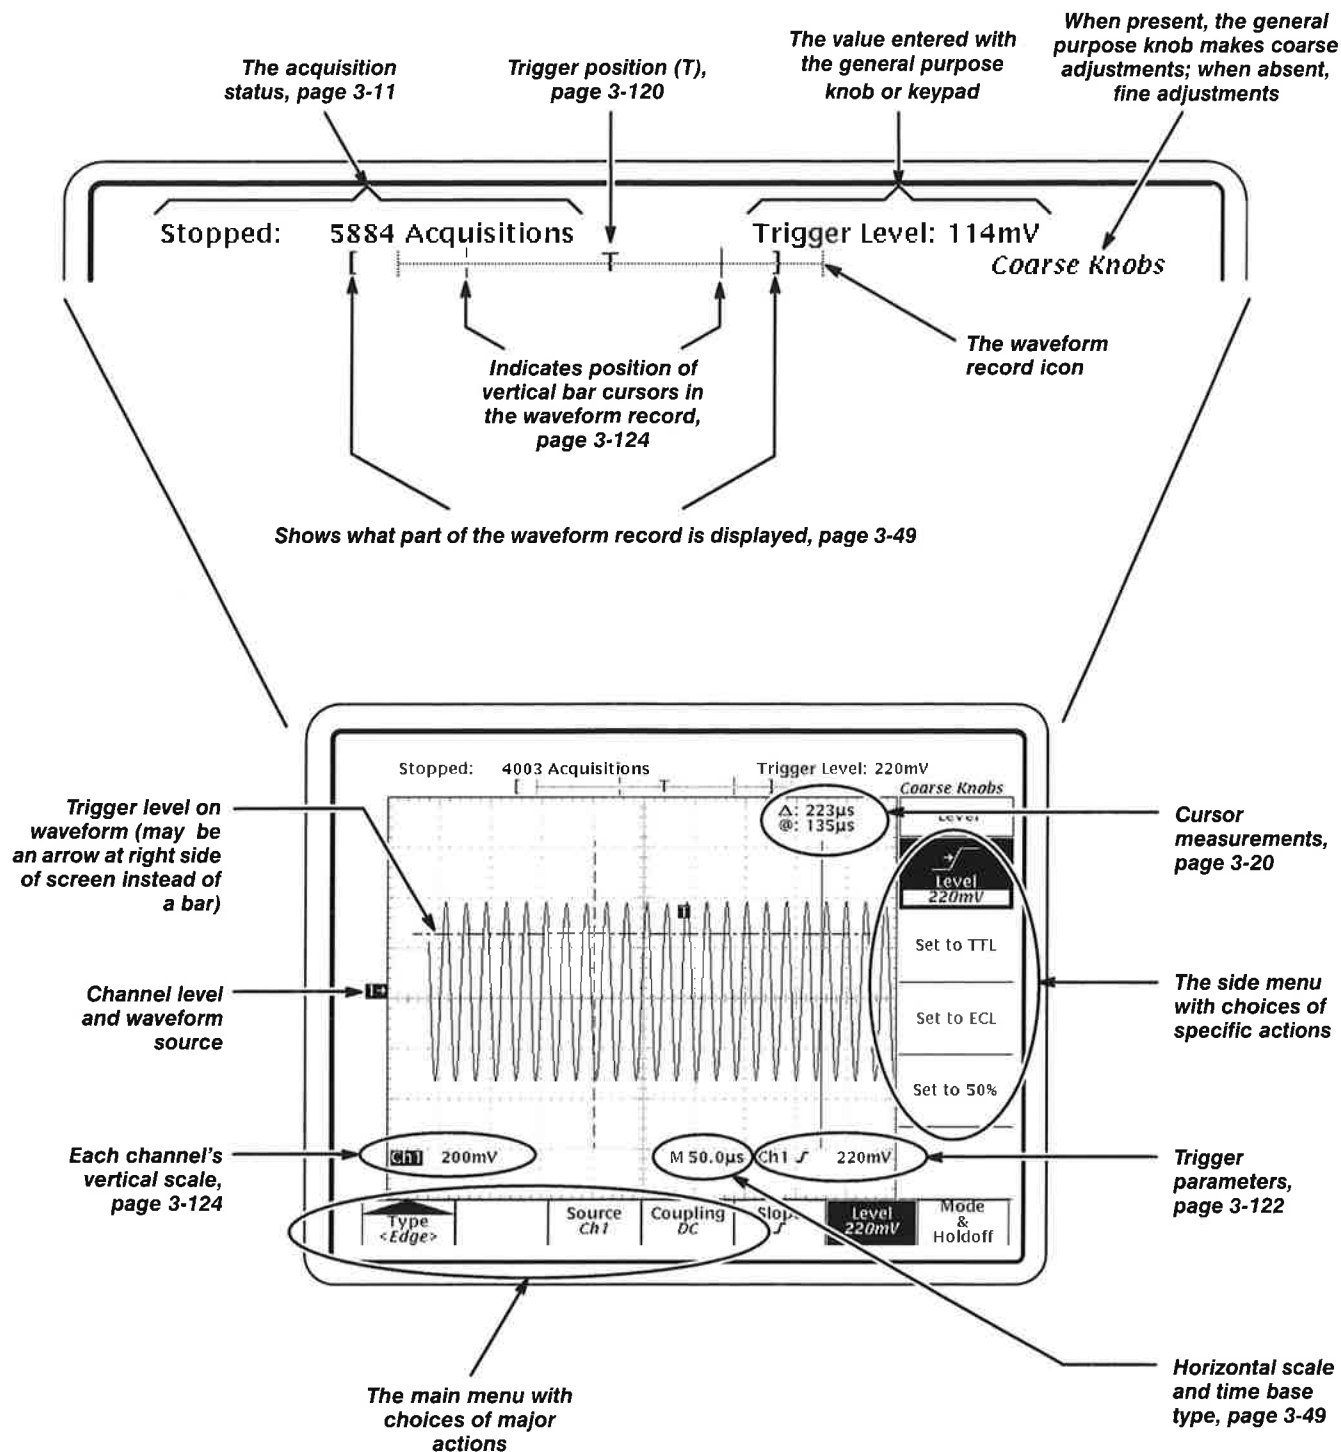 The acquisition
status, page 3-11
Trigger position (T),
page 3-120
The value entered with
the general purpose
knob or keypad
When present, the general
purpose knob makes coarse
adjustments; when absent,
fine adjustments
Stopped: 5884 Acquisitions
Trigger Level: 114mV
[ T ]
Coarse Knobs
Indicates position of
vertical bar cursors in
the waveform record,
page 3-124
The waveform
record icon
Shows what part of the waveform record is displayed, page 3-49
Stopped: 4003 Acquisitions
Trigger Level: 220mV
[ T ]
Coarse Knobs
Δ: 223µs
@: 135µs
Level
Level
220mV
Set to TTL
Set to ECL
Set to 50%
T
1
Trigger level on
waveform (may be
an arrow at right side
of screen instead of
a bar)
Channel level
and waveform
source
Each channel's
vertical scale,
page 3-124
Cursor
measurements,
page 3-20
The side menu
with choices of
specific actions
Trigger
parameters,
page 3-122
Ch1 200mV
M 50.0µs
Ch1 220mV
Type
<Edge>
Source
Ch1
Coupling
DC
Slope
Level
220mV
Mode
&
Holdoff
The main menu with
choices of major
actions
Horizontal scale
and time base
type, page 3-49